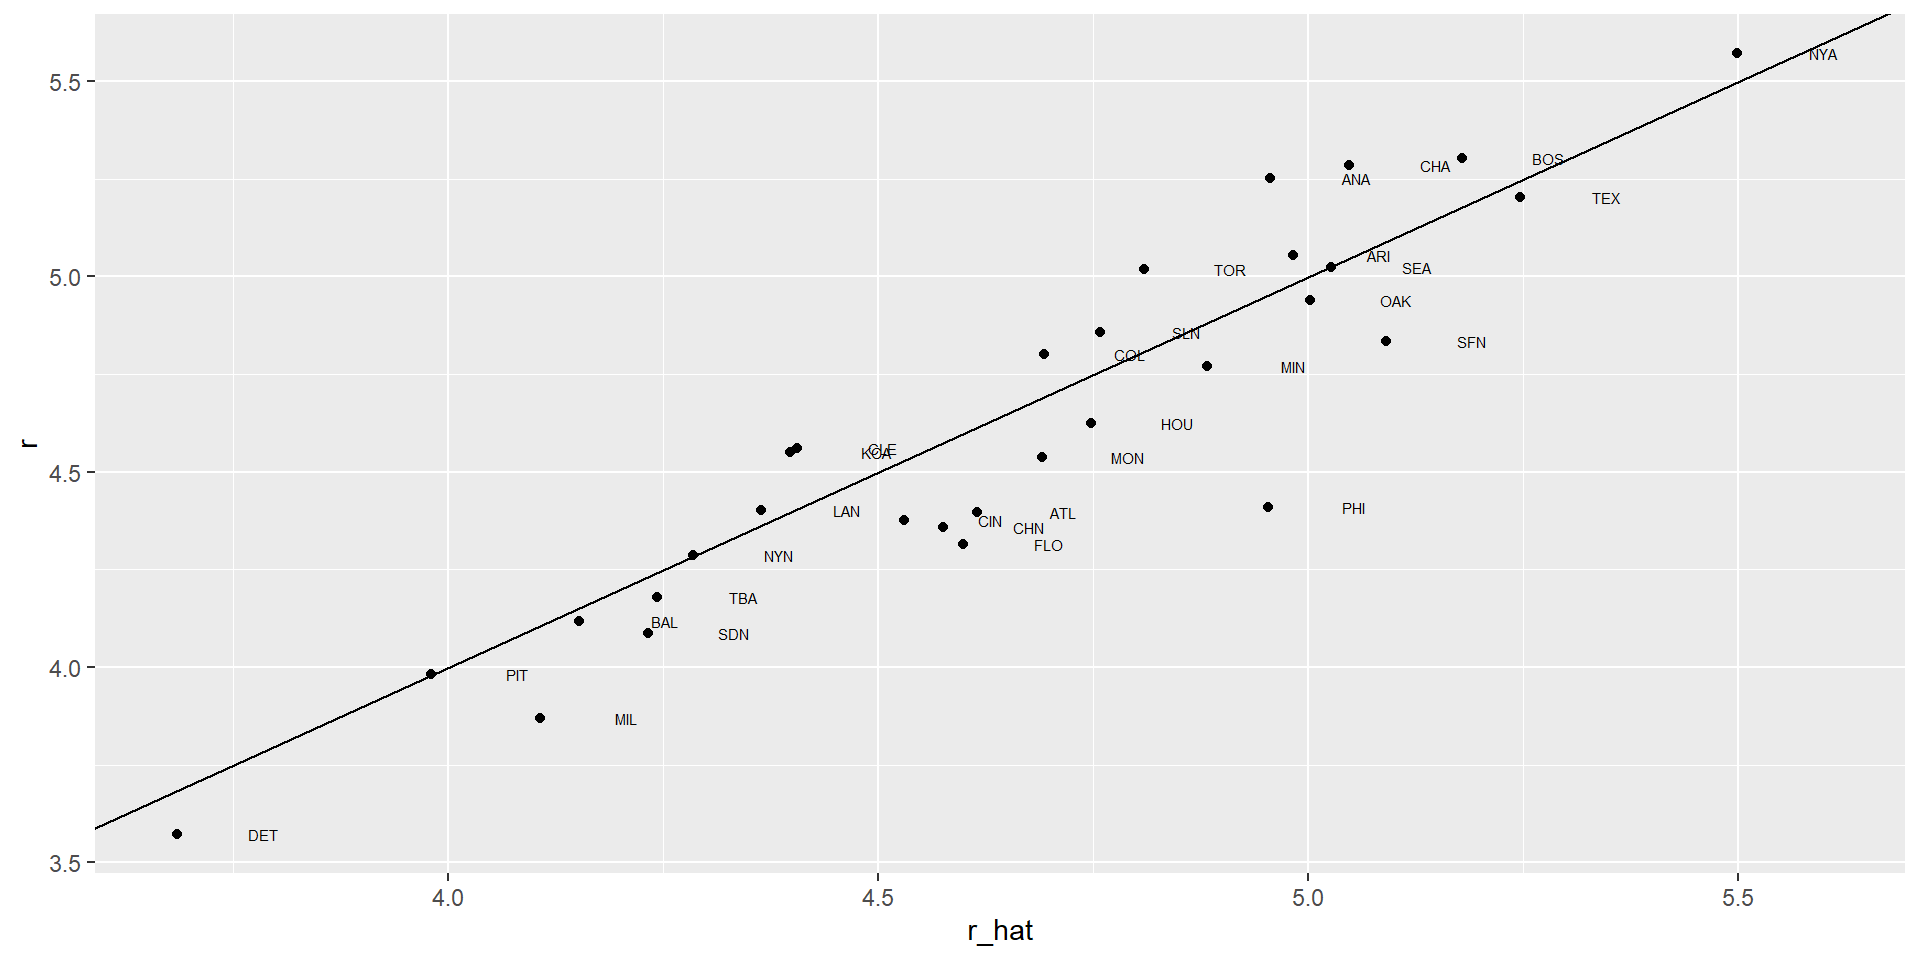 NYA
5.5
BOS
CHA
ANA
TEX
ARI
SEA
TOR
5.0
OAK
SLN
SFN
COL
MIN
HOU
CLE
KCA
MON
r
4.5
LAN
ATL
PHI
CIN
CHN
FLO
NYN
TBA
BAL
SDN
PIT
4.0
MIL
DET
3.5
4.0 4.5 5.0 5.5
r_hat